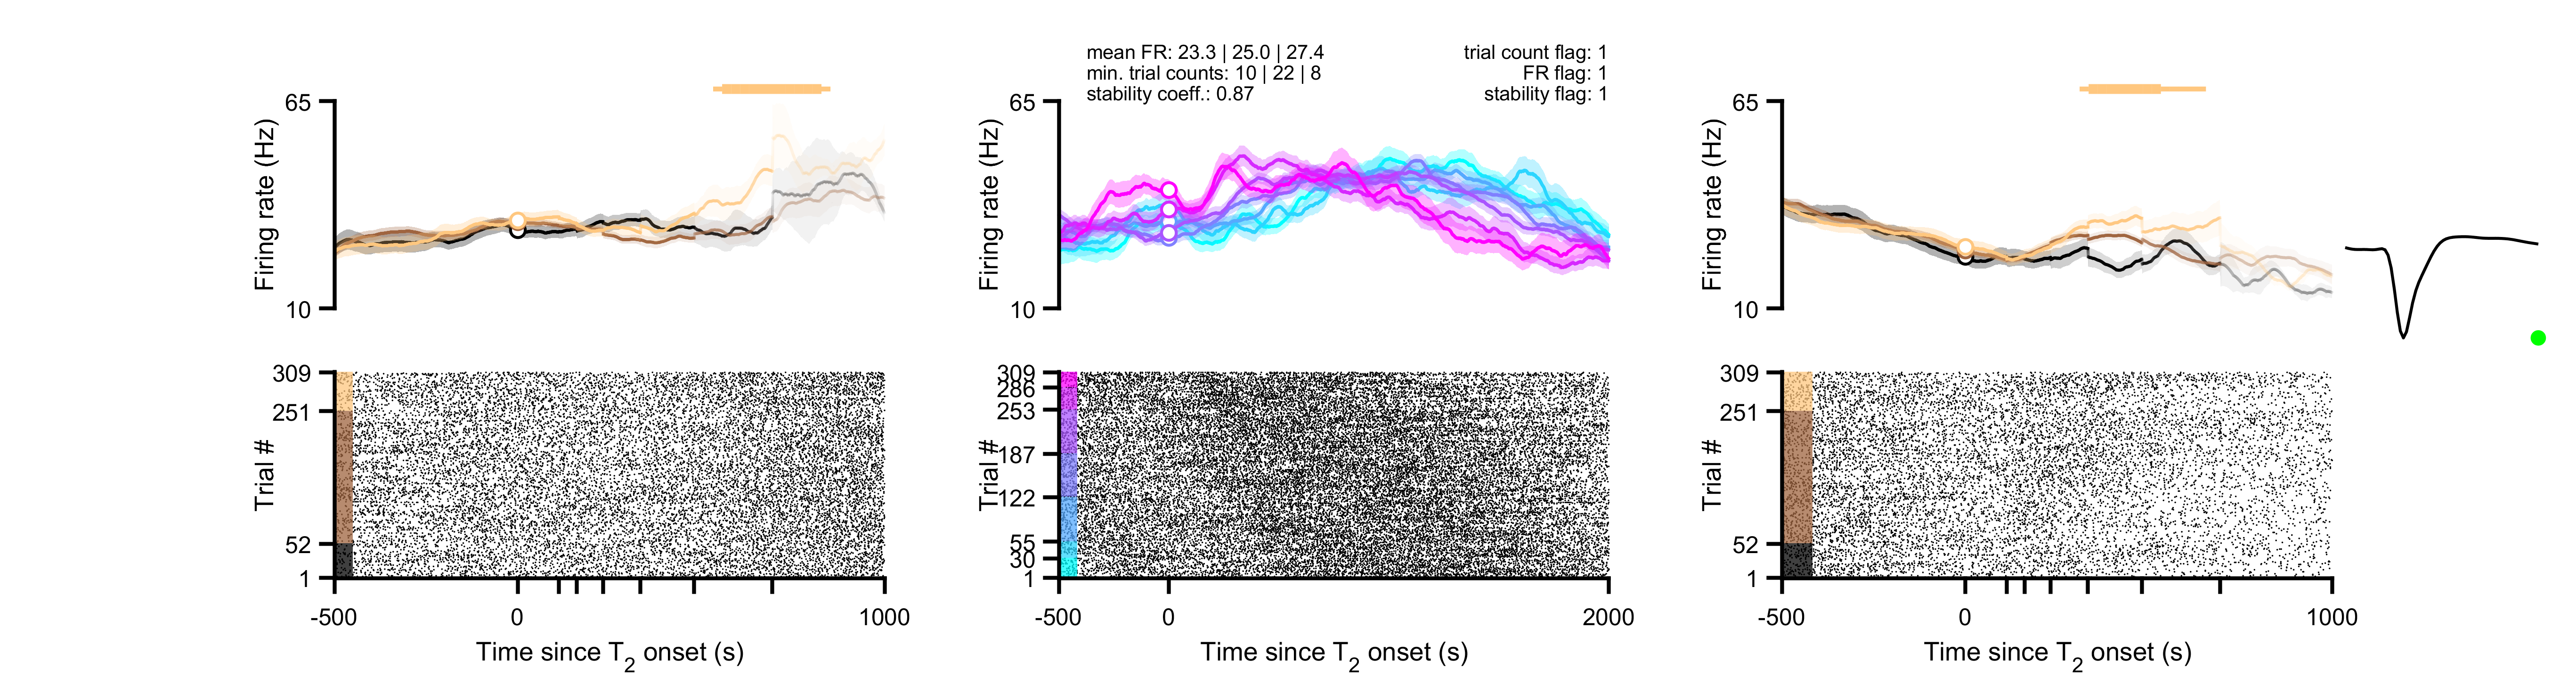 mean FR: 23.3 | 25.0 | 27.4
min. trial counts: 10 | 22 | 8
stability coeff.: 0.87
trial count flag: 1
FR flag: 1
stability flag: 1
65
10
Firing rate (Hz)
65
10
Firing rate (Hz)
65
10
Firing rate (Hz)
309
251
52
1
Trial #
-500
0
1000
Time since T2 onset (s)
309
286
253
187
122
55
30
1
Trial #
-500
0
2000
Time since T2 onset (s)
309
251
52
1
Trial #
-500
0
1000
Time since T2 onset (s)